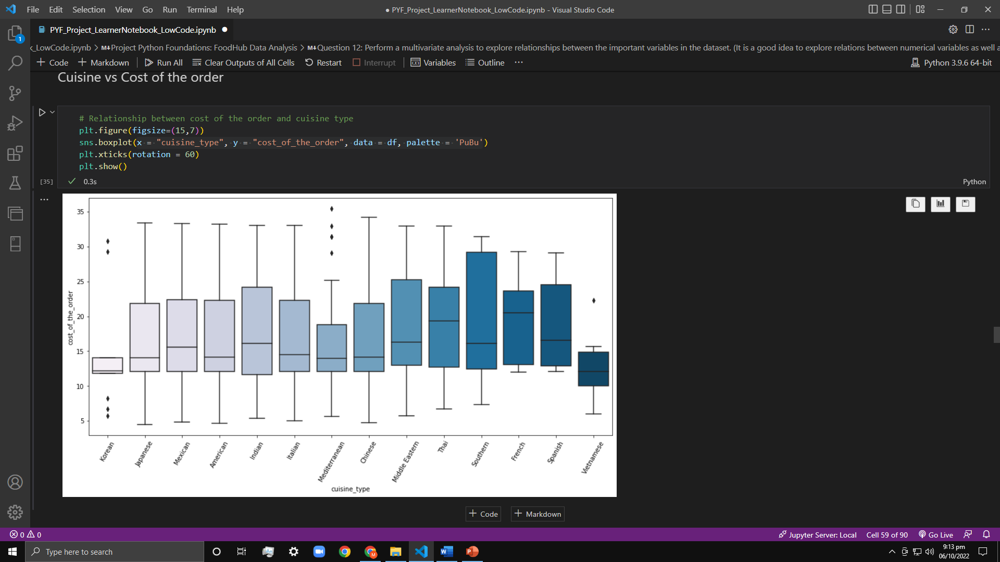 File Edit Selection View Go Run Terminal Help
● PYF_Project_LearnerNotebook_LowCode.ipynb - Visual Studio Code
PYF_Project_LearnerNotebook_LowCode.ipynb ●
1
k_LowCode.ipynb > M↓Project Python Foundations: FoodHub Data Analysis > M↓Question 12: Perform a multivariate analysis to explore relationships between the important variables in the dataset. (It is a good idea to explore relations between numerical variables as well a
+ Code + Markdown Run All Clear Outputs of All Cells Restart Interrupt Variables Outline ... Python 3.9.6 64-bit
Cuisine vs Cost of the order
# Relationship between cost of the order and cuisine type
plt.figure(figsize=(15,7))
sns.boxplot(x = "cuisine_type", y = "cost_of_the_order", data = df, palette = 'PuBu')
plt.xticks(rotation = 60)
plt.show()
[35] ✓ 0.3s Python
35
30
25
20
15
10
5
cost_of_the_order
Korean Japanese Mexican American Indian Italian Mediterranean Chinese Middle Eastern Thai Southern French Spanish Vietnamese
cuisine_type
+ Code + Markdown
0 0 Jupyter Server: Local Cell 59 of 90 Go Live
Type here to search
9:13 pm
06/10/2022